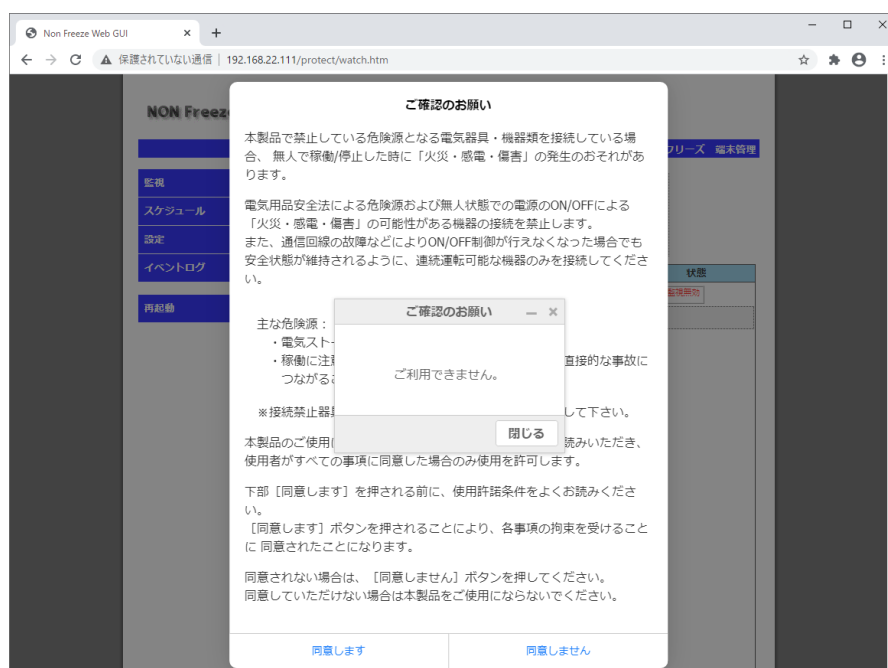 Non Freeze Web GUI
保護されていない通信 | 192.168.22.111/protect/watch.htm
NON Freez
フリーズ 端末管理
監視
スケジュール
設定
イベントログ
再起動
状態
監視無効
ご確認のお願い
本製品で禁止している危険源となる電気器具・機器類を接続している場
合、 無人で稼働/停止した時に「火災・感電・傷害」の発生のおそれがあ
ります。
電気用品安全法による危険源および無人状態での電源のON/OFFによる
「火災・感電・傷害」の可能性がある機器の接続を禁止します。
また、通信回線の故障などによりON/OFF制御が行えなくなった場合でも
安全状態が維持されるように、連続運転可能な機器のみを接続してくださ
い。
主な危険源：
・電気スト
・稼働に注 直接的な事故に
つながる
※接続禁止器 して下さい。
本製品のご使用 読みいただき、
使用者がすべての事項に同意した場合のみ使用を許可します。
下部［同意します］を押される前に、使用許諾条件をよくお読みくださ
い。
［同意します］ボタンを押されることにより、各事項の拘束を受けること
に 同意されたことになります。
同意されない場合は、［同意しません］ボタンを押してください。
同意していただけない場合は本製品をご使用にならないでください。
同意します 同意しません
ご確認のお願い
ご利用できません。
閉じる